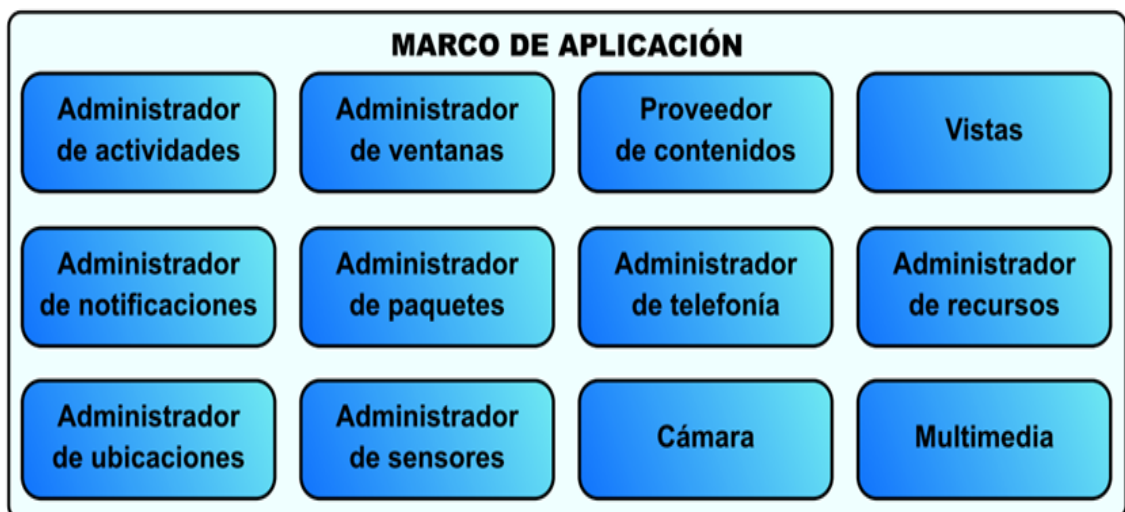 MARCO DE APLICACIÓN
Administrador
de actividades
Administrador
de ventanas
Proveedor
de contenidos
Vistas
Administrador
de notificaciones
Administrador
de paquetes
Administrador
de telefonía
Administrador
de recursos
Administrador
de ubicaciones
Administrador
de sensores
Cámara
Multimedia